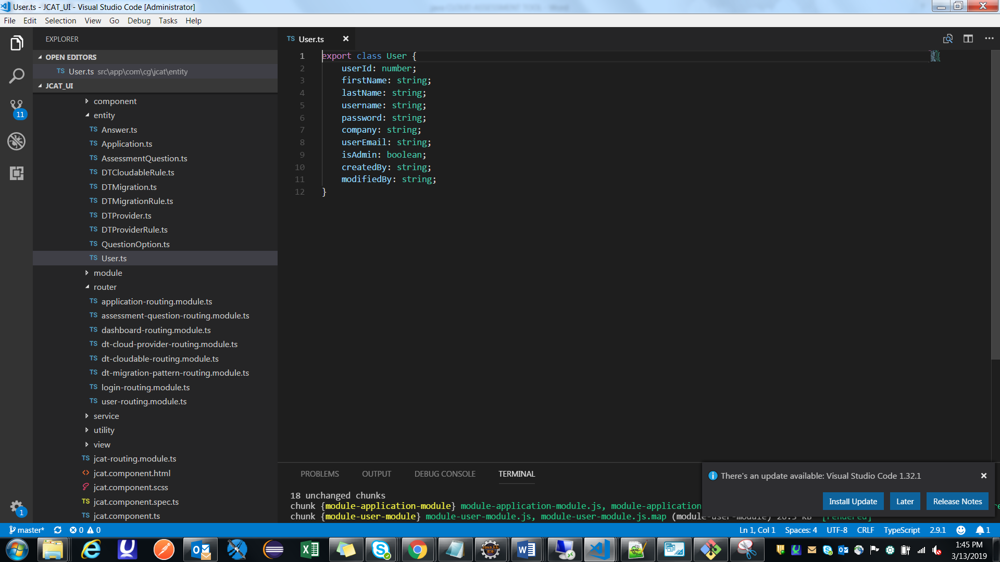 User.ts - JCAT_UI - Visual Studio Code [Administrator]
File Edit Selection View Go Debug Tasks Help
EXPLORER
OPEN EDITORS
TS User.ts src\app\com\cg\jcat\entity
JCAT_UI
component
entity
TS Answer.ts
TS Application.ts
TS AssessmentQuestion.ts
TS DTCloudableRule.ts
TS DTMigration.ts
TS DTMigrationRule.ts
TS DTProvider.ts
TS DTProviderRule.ts
TS QuestionOption.ts
TS User.ts
module
router
TS application-routing.module.ts
TS assessment-question-routing.module.ts
TS dashboard-routing.module.ts
TS dt-cloud-provider-routing.module.ts
TS dt-cloudable-routing.module.ts
TS dt-migration-pattern-routing.module.ts
TS login-routing.module.ts
TS user-routing.module.ts
service
utility
view
TS jcat-routing.module.ts
<> jcat.component.html
jcat.component.scss
TS jcat.component.spec.ts
TS jcat.component.ts
11
1
TS User.ts
1 export class User {
2 userId: number;
3 firstName: string;
4 lastName: string;
5 username: string;
6 password: string;
7 company: string;
8 userEmail: string;
9 isAdmin: boolean;
10 createdBy: string;
11 modifiedBy: string;
12 }
PROBLEMS OUTPUT DEBUG CONSOLE TERMINAL
18 unchanged chunks
chunk {module-application-module} module-application-module.js, module-application
chunk {module-user-module} module-user-module.js, module-user-module.js.map (module-user-module) 26.5 kB [rendered]
There's an update available: Visual Studio Code 1.32.1
Install Update Later Release Notes
master* 0 0 Ln 1, Col 1 Spaces: 4 UTF-8 CRLF TypeScript 2.9.1 1
Java EE
IDE
1:45 PM
3/13/2019